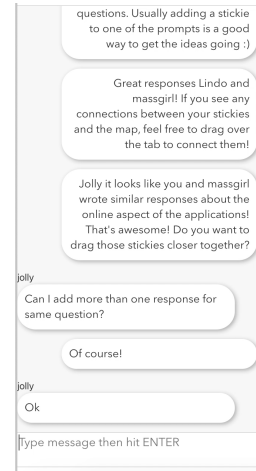 questions. Usually adding a stickie
to one of the prompts is a good
way to get the ideas going :)
Great responses Lindo and
massgirl! If you see any
connections between your stickies
and the map, feel free to drag over
the tab to connect them!
Jolly it looks like you and massgirl
wrote similar responses about the
online aspect of the applications!
That's awesome! Do you want to
drag those stickies closer together?
jolly
Can I add more than one response for
same question?
Of course!
jolly
Ok
Type message then hit ENTER